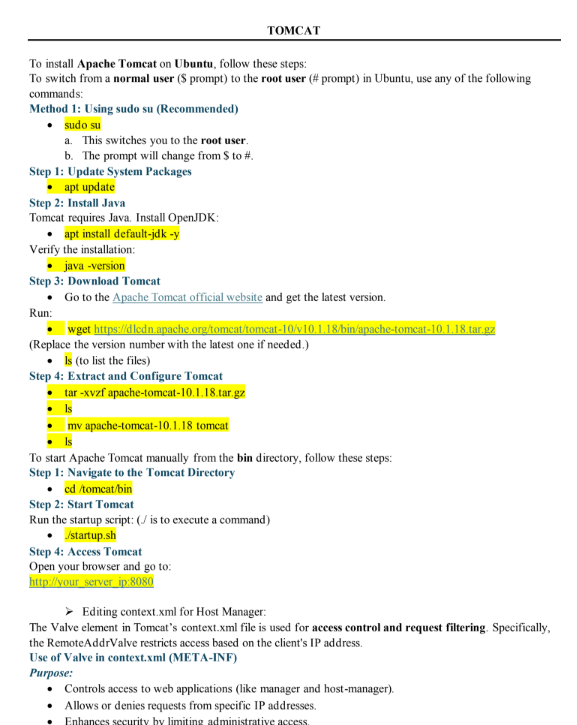 TOMCAT
To install Apache Tomcat on Ubuntu, follow these steps:
To switch from a normal user ($ prompt) to the root user (# prompt) in Ubuntu, use any of the following
commands:
Method 1: Using sudo su (Recommended)
• sudo su
a. This switches you to the root user.
b. The prompt will change from $ to #.
Step 1: Update System Packages
• apt update
Step 2: Install Java
Tomcat requires Java. Install OpenJDK:
• apt install default-jdk -y
Verify the installation:
• java -version
Step 3: Download Tomcat
• Go to the Apache Tomcat official website and get the latest version.
Run:
• wget https://dlcdn.apache.org/tomcat/tomcat-10/v10.1.18/bin/apache-tomcat-10.1.18.tar.gz
(Replace the version number with the latest one if needed.)
• ls (to list the files)
Step 4: Extract and Configure Tomcat
• tar -xvzf apache-tomcat-10.1.18.tar.gz
• ls
• mv apache-tomcat-10.1.18 tomcat
• ls
To start Apache Tomcat manually from the bin directory, follow these steps:
Step 1: Navigate to the Tomcat Directory
• cd /tomcat/bin
Step 2: Start Tomcat
Run the startup script: (./ is to execute a command)
• ./startup.sh
Step 4: Access Tomcat
Open your browser and go to:
http://your_server_ip:8080
➤ Editing context.xml for Host Manager:
The Valve element in Tomcat's context.xml file is used for access control and request filtering. Specifically,
the RemoteAddrValve restricts access based on the client's IP address.
Use of Valve in context.xml (META-INF)
Purpose:
• Controls access to web applications (like manager and host-manager).
• Allows or denies requests from specific IP addresses.
• Enhances security by limiting administrative access.